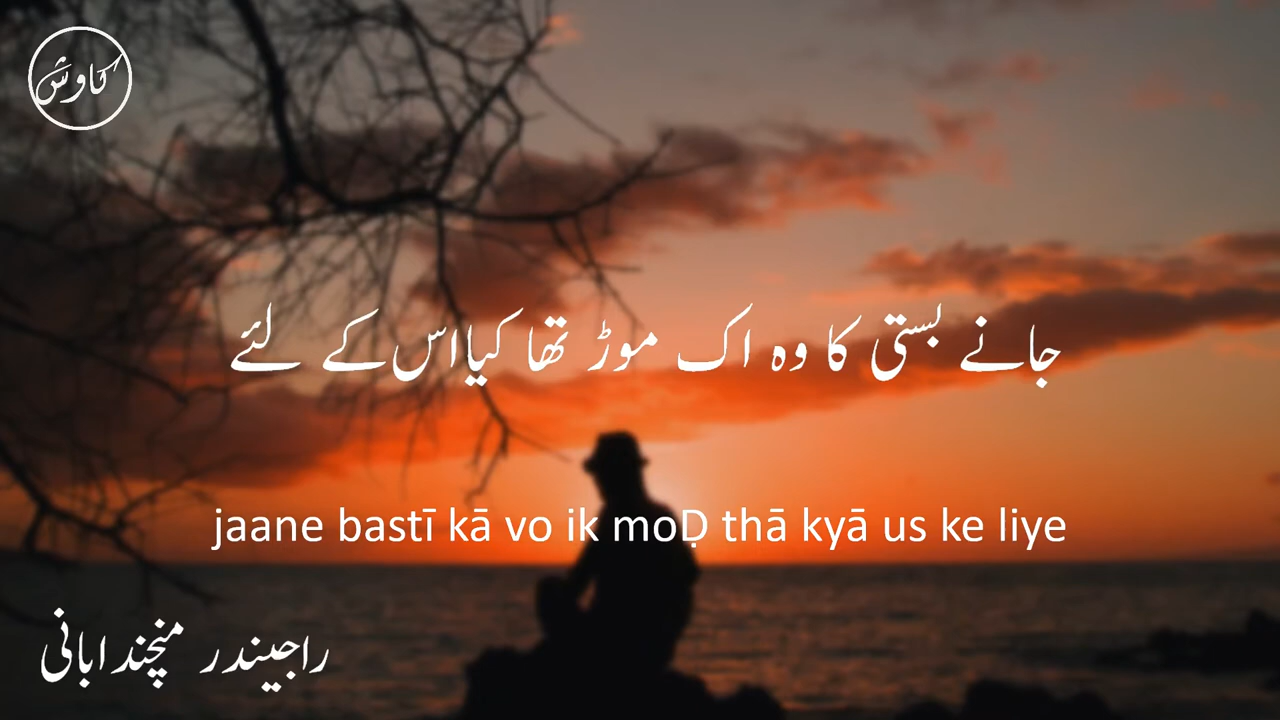 کاوش
جانے بستی کا وہ اک موڑ تھا کیا اس کے لئے
jaane bastī kā vo ik moḌ thā kyā us ke liye
راجیندر منچندا بانی